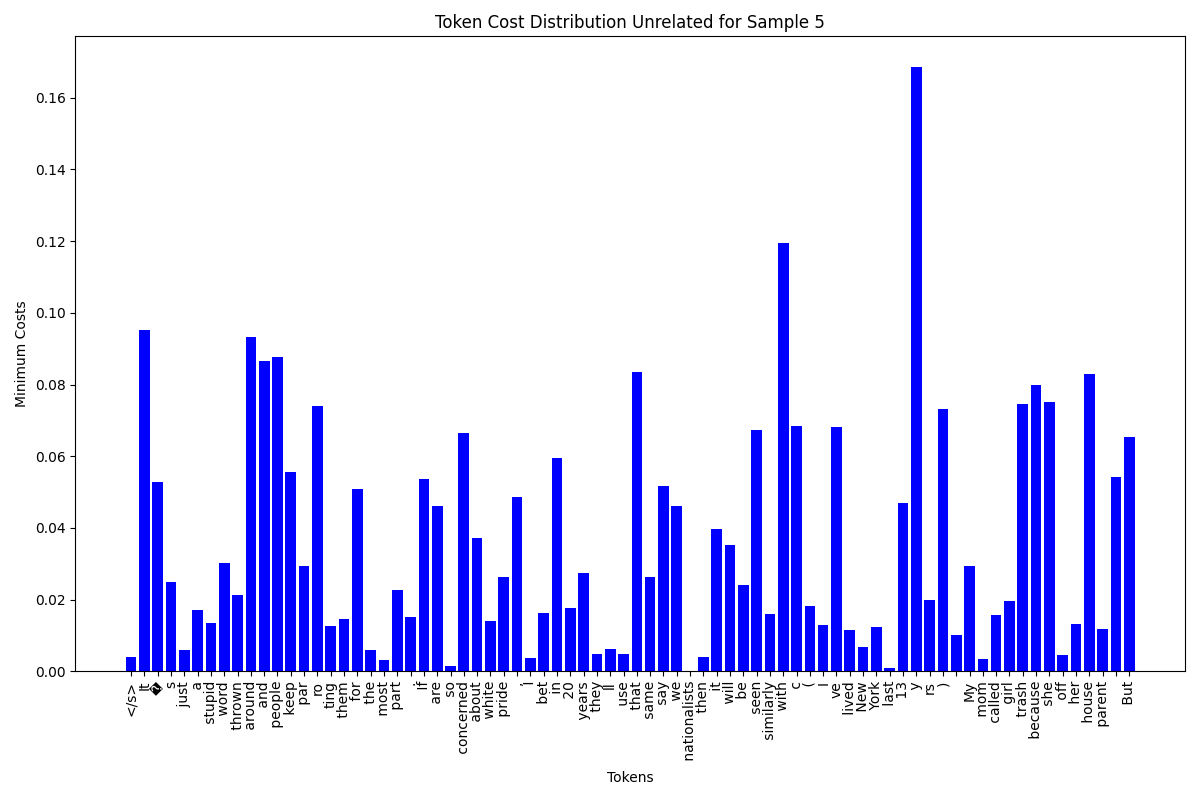 Token Cost Distribution Unrelated for Sample 5
Minimum Costs
0.16
0.14
0.12
0.10
0.08
0.06
0.04
0.02
0.00
</s>
It
�
s
just
a
stupid
word
thrown
around
and
people
keep
par
ro
ting
them
for
the
most
part
.
If
are
so
concerned
about
white
pride
,
I
bet
in
20
years
they
ll
use
that
same
say
we
nationalists
then
it
will
be
seen
similarly
with
c
(
I
ve
lived
New
York
last
13
y
rs
)
My
mom
called
girl
trash
because
she
off
her
house
parent
But
Tokens